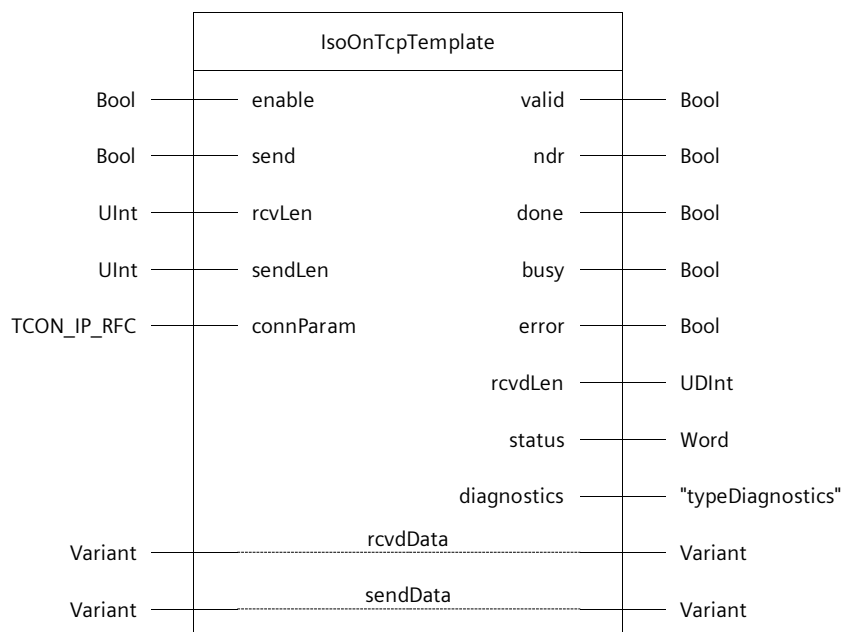 IsoOnTcpTemplate
Bool enable valid Bool
Bool send ndr Bool
UInt rcvLen done Bool
UInt sendLen busy Bool
TCON_IP_RFC connParam error Bool
rcvdLen UDInt
status Word
diagnostics "typeDiagnostics"
Variant rcvdData Variant
Variant sendData Variant